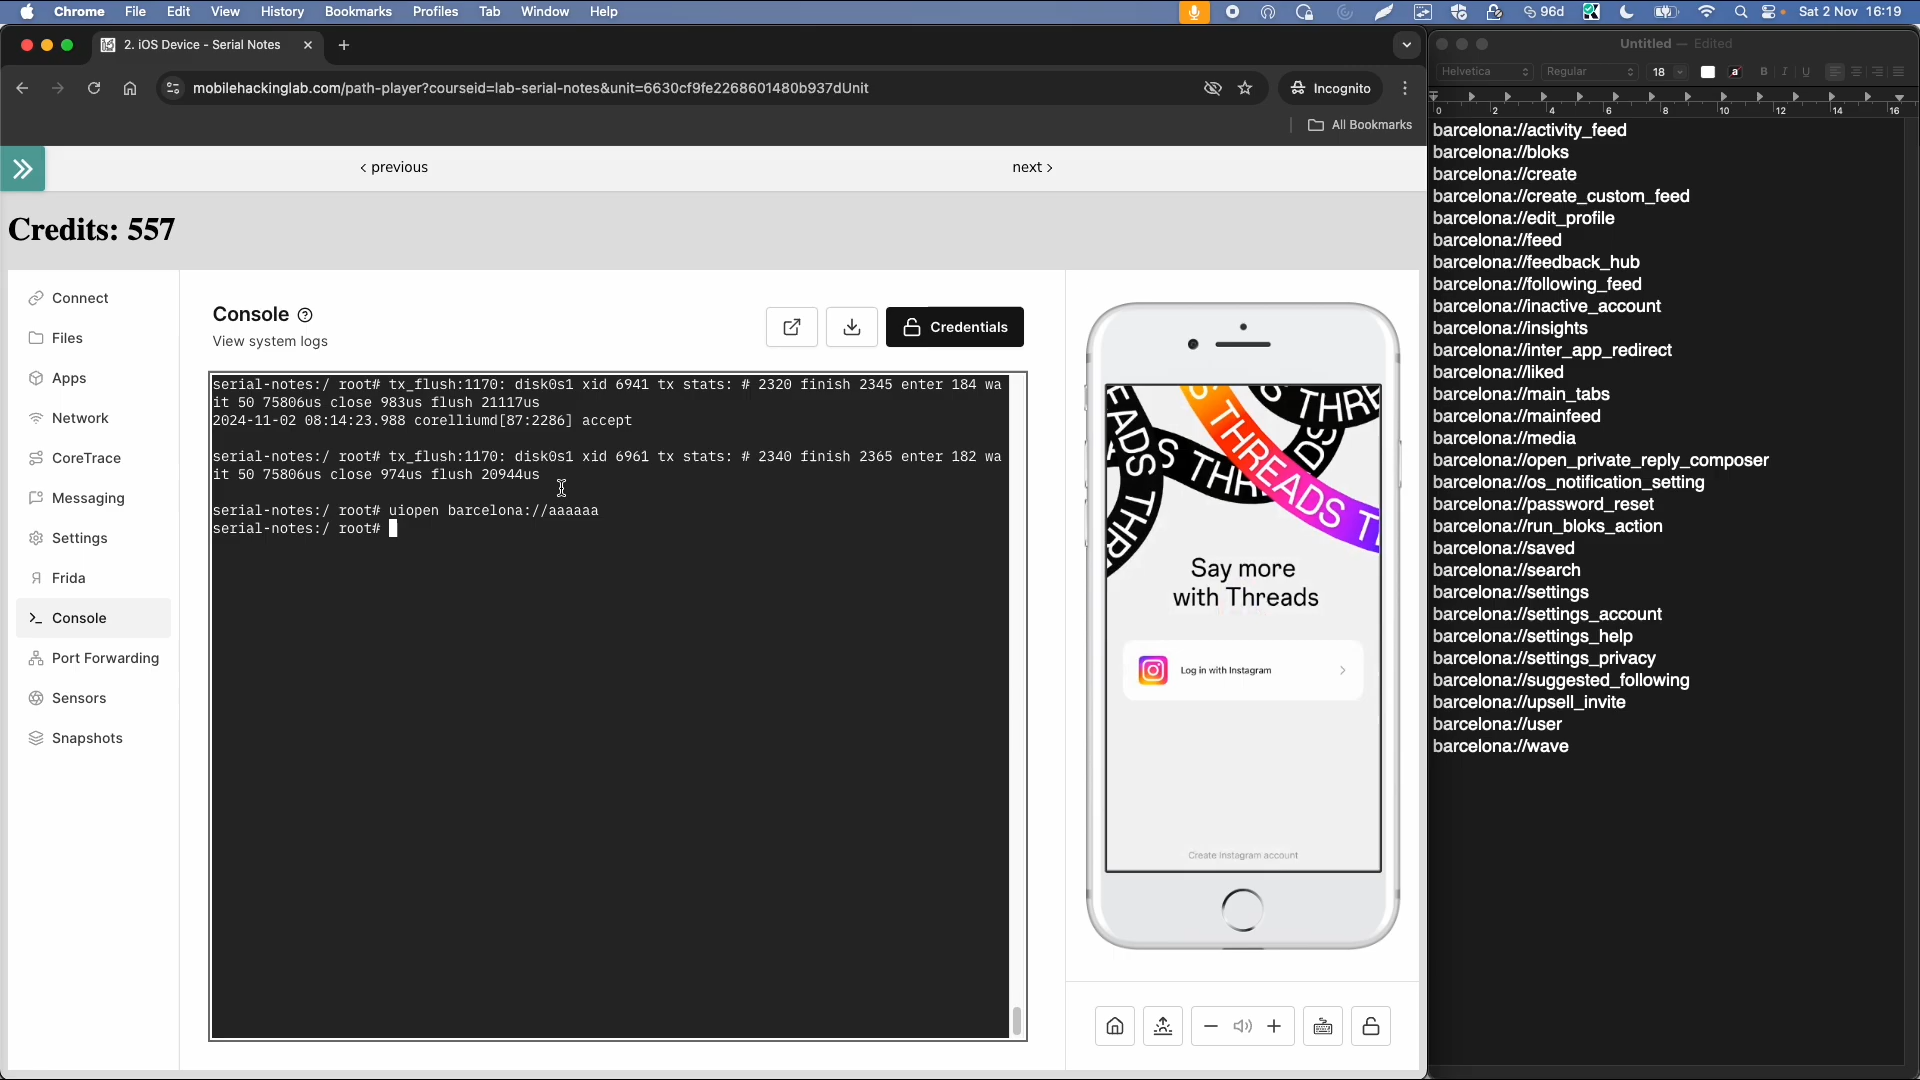 Chrome File Edit View History Bookmarks Profiles Tab Window Help 96d Sat 2 Nov 16:19
2. iOS Device - Serial Notes
mobilehackinglab.com/path-player?courseid=lab-serial-notes&unit=6630cf9fe2268601480b937dUnit
Incognito
All Bookmarks
< previous
next >
Credits: 557
Connect
Files
Apps
Network
CoreTrace
Messaging
Settings
Frida
Console
Port Forwarding
Sensors
Snapshots
Console
View system logs
Credentials
serial-notes:/ root# tx_flush:1170: disk0s1 xid 6941 tx stats: # 2320 finish 2345 enter 184 wa
it 50 75806us close 983us flush 21117us
2024-11-02 08:14:23.988 corelliumd[87:2286] accept
serial-notes:/ root# tx_flush:1170: disk0s1 xid 6961 tx stats: # 2340 finish 2365 enter 182 wa
it 50 75806us close 974us flush 20944us
serial-notes:/ root# uiopen barcelona://aaaaaa
serial-notes:/ root#
THREADS
Say more
with Threads
Log in with Instagram
Create Instagram account
Untitled — Edited
Helvetica Regular 18 a B I U
0 2 4 6 8 10 12 14 16
barcelona://activity_feed
barcelona://bloks
barcelona://create
barcelona://create_custom_feed
barcelona://edit_profile
barcelona://feed
barcelona://feedback_hub
barcelona://following_feed
barcelona://inactive_account
barcelona://insights
barcelona://inter_app_redirect
barcelona://liked
barcelona://main_tabs
barcelona://mainfeed
barcelona://media
barcelona://open_private_reply_composer
barcelona://os_notification_setting
barcelona://password_reset
barcelona://run_bloks_action
barcelona://saved
barcelona://search
barcelona://settings
barcelona://settings_account
barcelona://settings_help
barcelona://settings_privacy
barcelona://suggested_following
barcelona://upsell_invite
barcelona://user
barcelona://wave